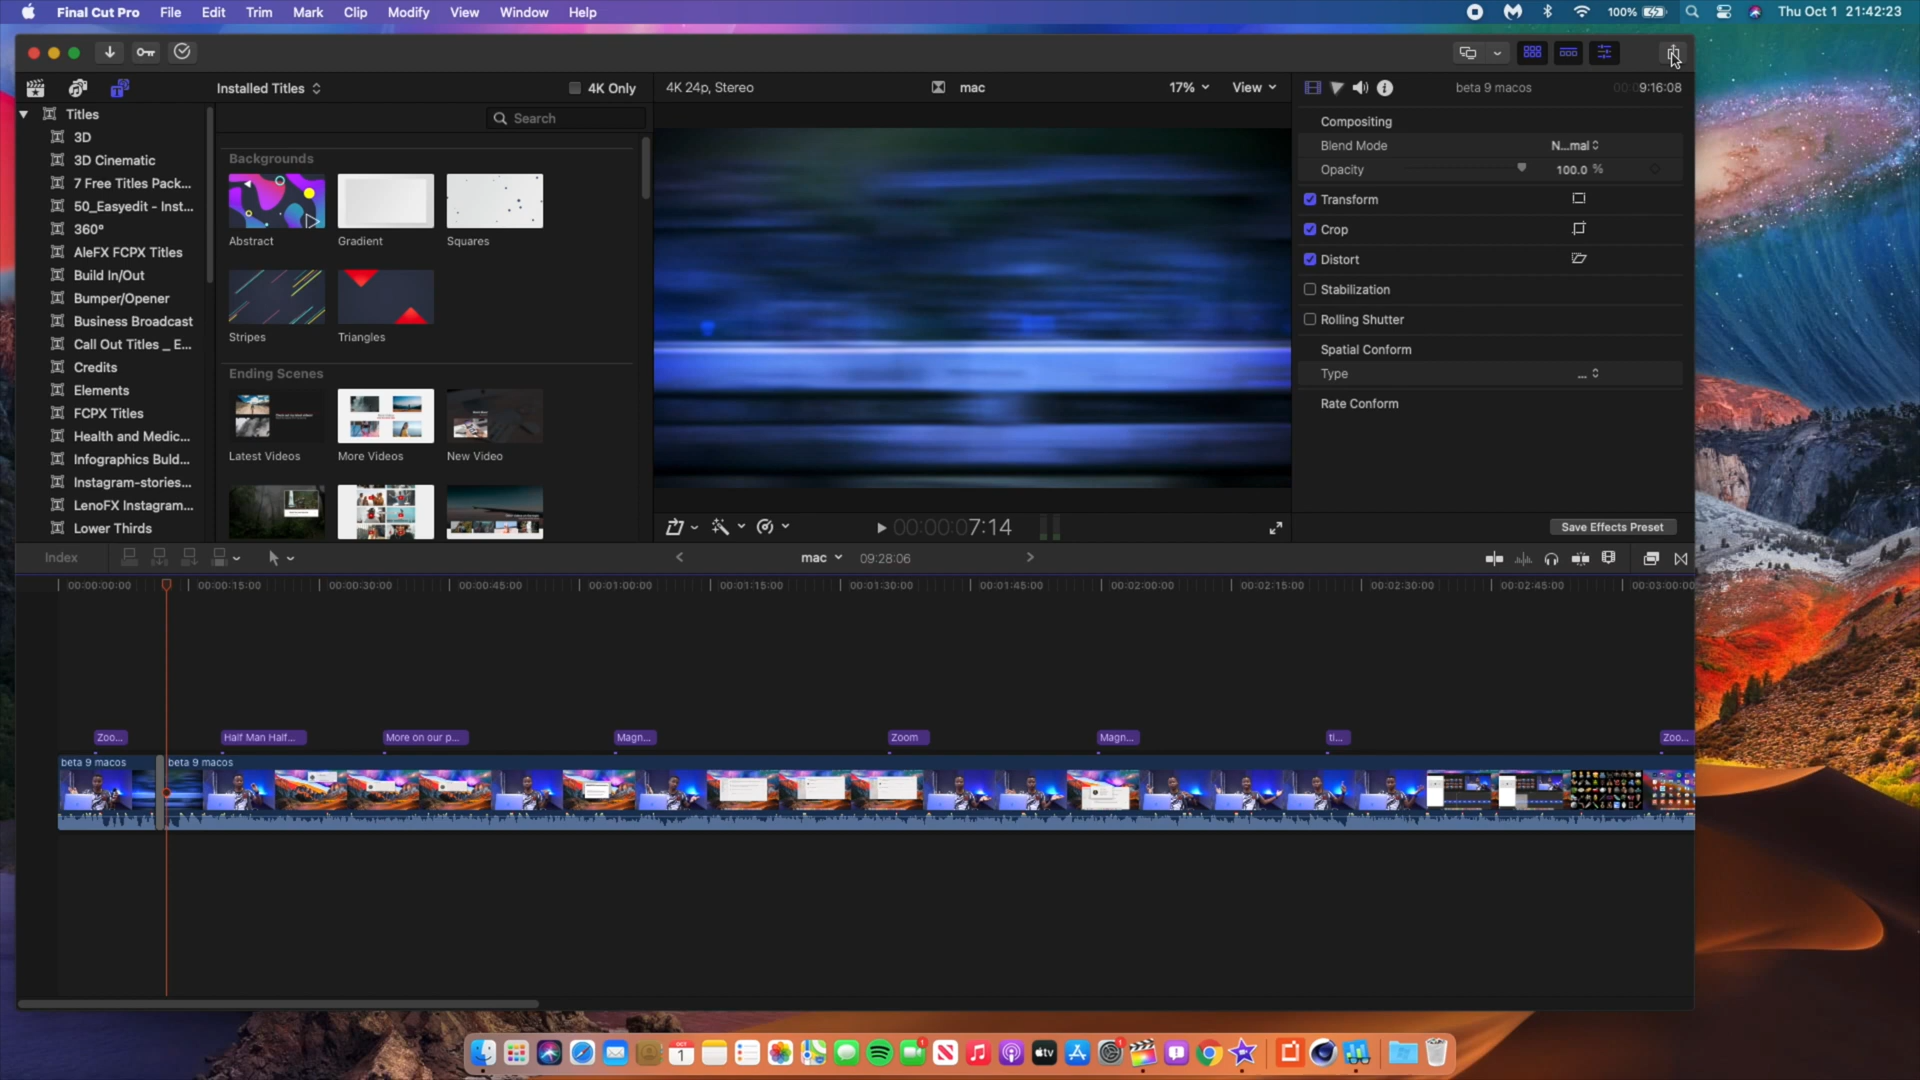 Final Cut Pro File Edit Trim Mark Clip Modify View Window Help 100% Thu Oct 1 21:42:23
Installed Titles 4K Only
4K 24p, Stereo mac 17% View
beta 9 macos 00:00:09:16:08
Search
Titles
3D
3D Cinematic
7 Free Titles Pack...
50_Easyedit - Inst...
360°
AleFX FCPX Titles
Build In/Out
Bumper/Opener
Business Broadcast
Call Out Titles _ E...
Credits
Elements
FCPX Titles
Health and Medic...
Infographics Buld...
Instagram-stories...
LenoFX Instagram...
Lower Thirds
Backgrounds
Abstract Gradient Squares
Stripes Triangles
Ending Scenes
Latest Videos More Videos New Video
Compositing
Blend Mode N...mal
Opacity 100.0 %
Transform
Crop
Distort
Stabilization
Rolling Shutter
Spatial Conform
Type ...
Rate Conform
00:00:07:14
Save Effects Preset
Index mac 09:28:06
00:00:00:00 00:00:15:00 00:00:30:00 00:00:45:00 00:01:00:00 00:01:15:00 00:01:30:00 00:01:45:00 00:02:00:00 00:02:15:00 00:02:30:00 00:02:45:00 00:03:00:00
Zoo... Half Man Half... More on our p... Magn... Zoom Magn... ti... Zoo...
beta 9 macos beta 9 macos
OCT
1
tv